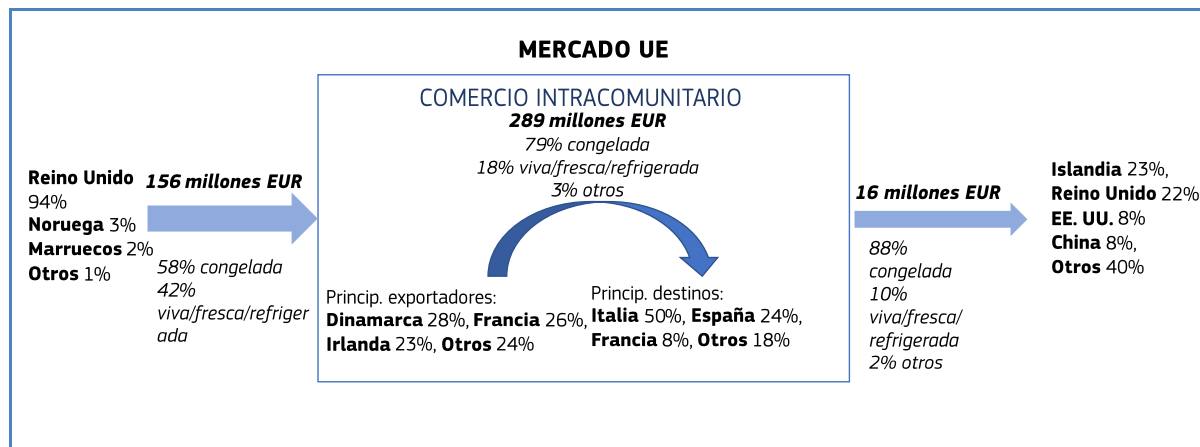 MERCADO UE
COMERCIO INTRACOMUNITARIO
289 millones EUR
79% congelada
18% viva/fresca/refrigerada
3% otros
Reino Unido
94%
Noruega 3%
Marruecos 2%
Otros 1%
156 millones EUR
58% congelada
42%
viva/fresca/refriger
ada
Princip. exportadores:
Dinamarca 28%, Francia 26%,
Irlanda 23%, Otros 24%
Princip. destinos:
Italia 50%, España 24%,
Francia 8%, Otros 18%
16 millones EUR
88%
congelada
10%
viva/fresca/
refrigerada
2% otros
Islandia 23%,
Reino Unido 22%
EE. UU. 8%
China 8%,
Otros 40%